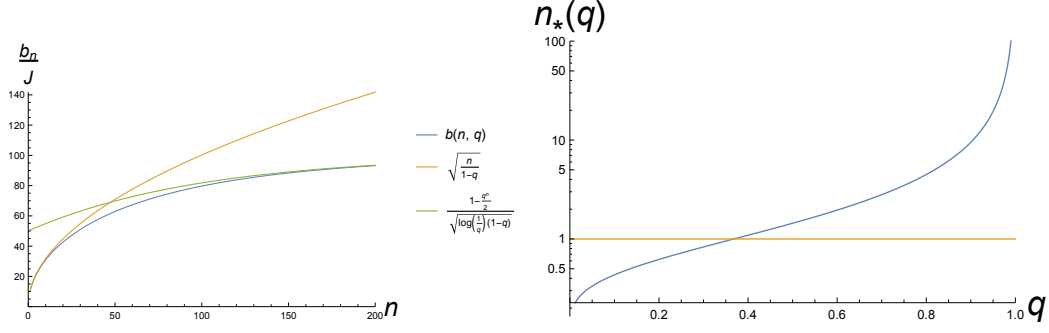 b_n
J
140
120
100
80
60
40
20
0 50 100 150 200
n
b(n, q)
√(n/(1-q))
(1-q^n/2)/√(log(1/q)(1-q))
n_*(q)
100
50
10
5
1
0.5
0.2 0.4 0.6 0.8 1.0
q